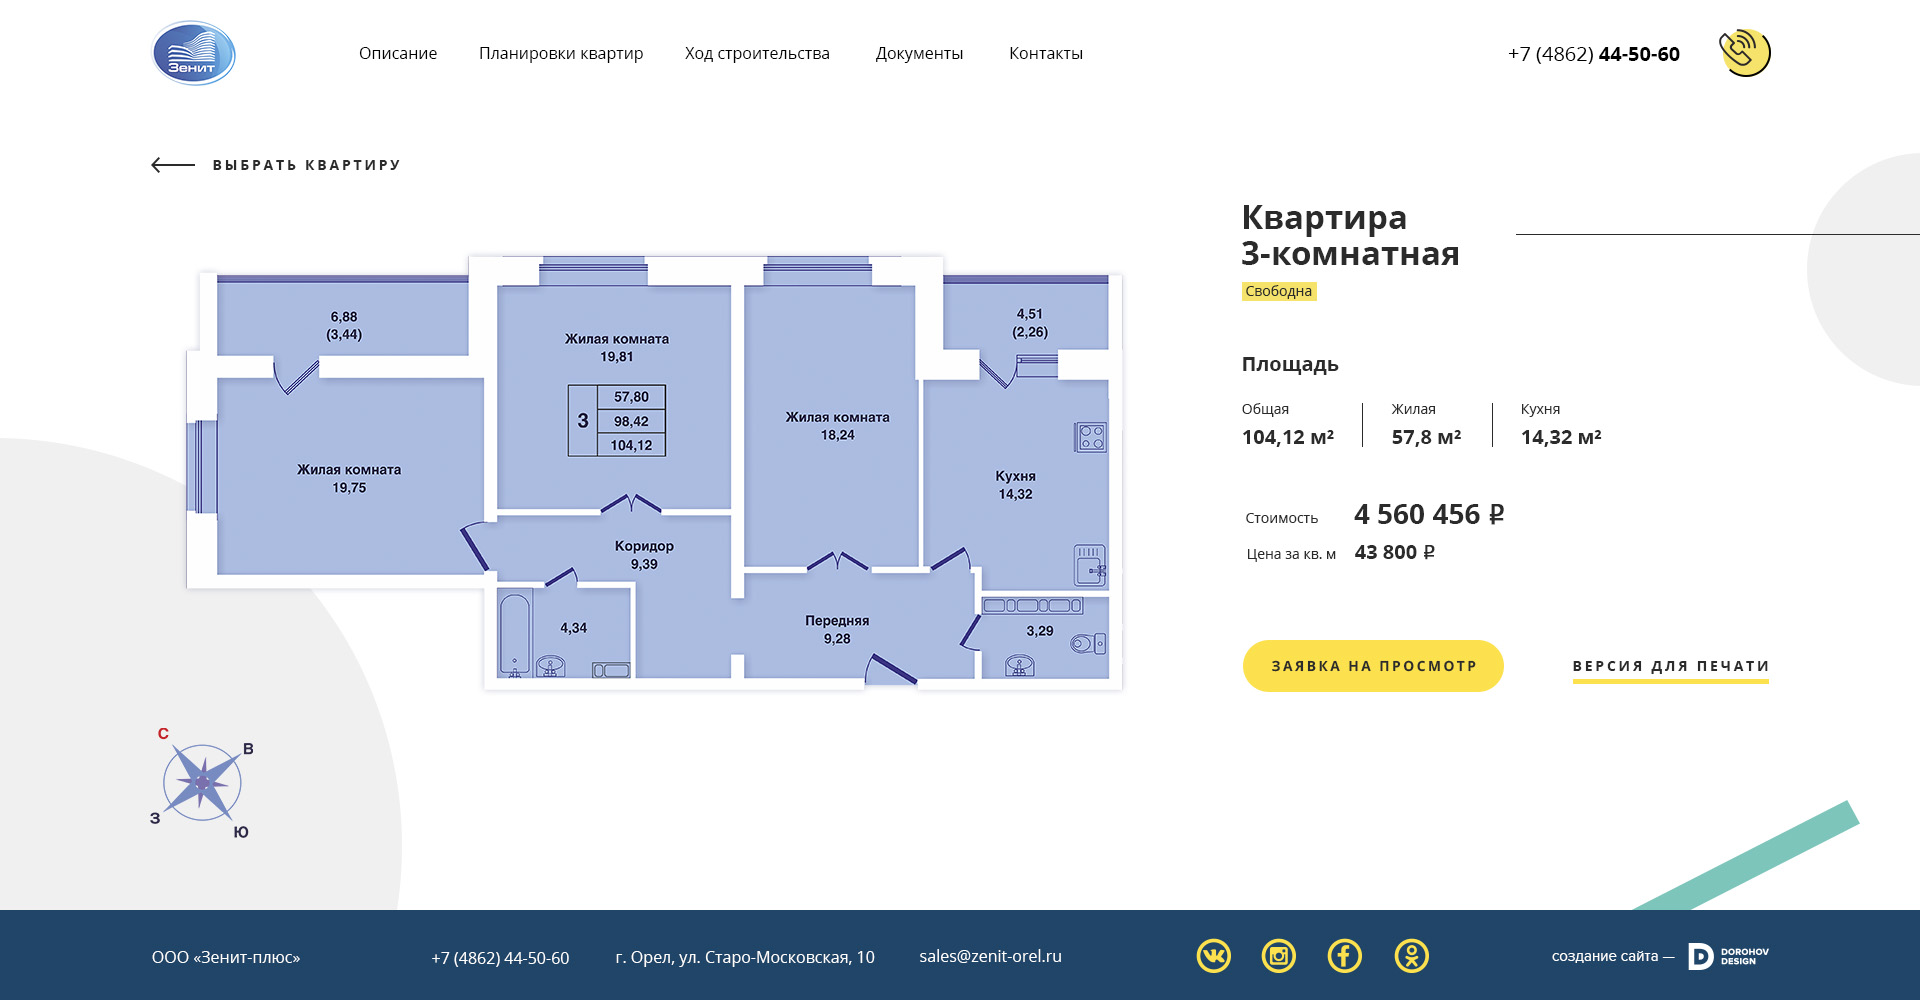 Зенит
Описание
Планировки квартир
Ход строительства
Документы
Контакты
+7 (4862) 44-50-60
ВЫБРАТЬ КВАРТИРУ
Квартира
3-комнатная
Свободна
6,88
(3,44)
Жилая комната
19,81
3
57,80
98,42
104,12
Жилая комната
18,24
4,51
(2,26)
Жилая комната
19,75
Кухня
14,32
Коридор
9,39
4,34
Передняя
9,28
3,29
Площадь
Общая
104,12 м²
Жилая
57,8 м²
Кухня
14,32 м²
Стоимость 4 560 456 ₽
Цена за кв. м 43 800 ₽
ЗАЯВКА НА ПРОСМОТР
ВЕРСИЯ ДЛЯ ПЕЧАТИ
С
В
З
Ю
ООО «Зенит-плюс»
+7 (4862) 44-50-60
г. Орел, ул. Старо-Московская, 10
sales@zenit-orel.ru
создание сайта —
DOROHOV
DESIGN